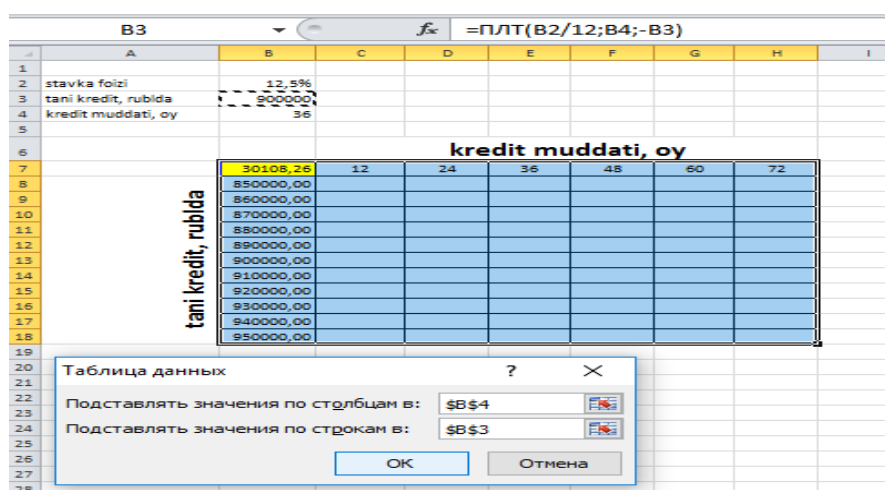 B3 fx =ПЛТ(B2/12;B4;-B3)
A B C D E F G H I
1
2 stavka foizi 12,5%
3 tani kredit, rublda 900000
4 kredit muddati, oy 36
5
6 kredit muddati, oy
7 30108,26 12 24 36 48 60 72
8 850000,00
9 860000,00
10 870000,00
11 880000,00
12 890000,00
13 900000,00
14 910000,00
15 920000,00
16 930000,00
17 940000,00
18 950000,00
tani kredit, rublda
19
20 Таблица данных ? ×
21
22 Подставлять значения по столбцам в: $B$4
23
24 Подставлять значения по строкам в: $B$3
25
26 ОК Отмена
27
28